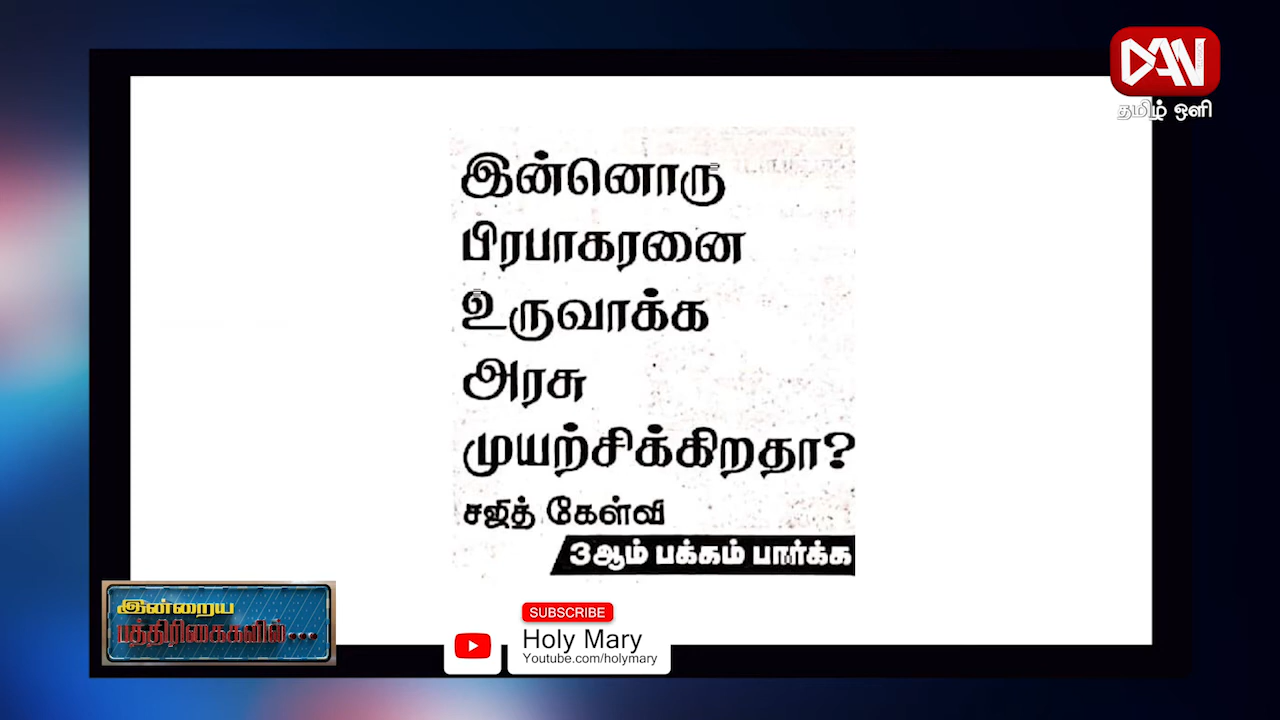 DAN
தமிழ் ஒளி
இன்னொரு
பிரபாகரனை
உருவாக்க
அரசு
முயற்சிக்கிறதா?
சஜித் கேள்வி
3ஆம் பக்கம் பார்க்க
இன்றைய
பத்திரிகைகளில்...
SUBSCRIBE
Holy Mary
Youtube.com/holymary